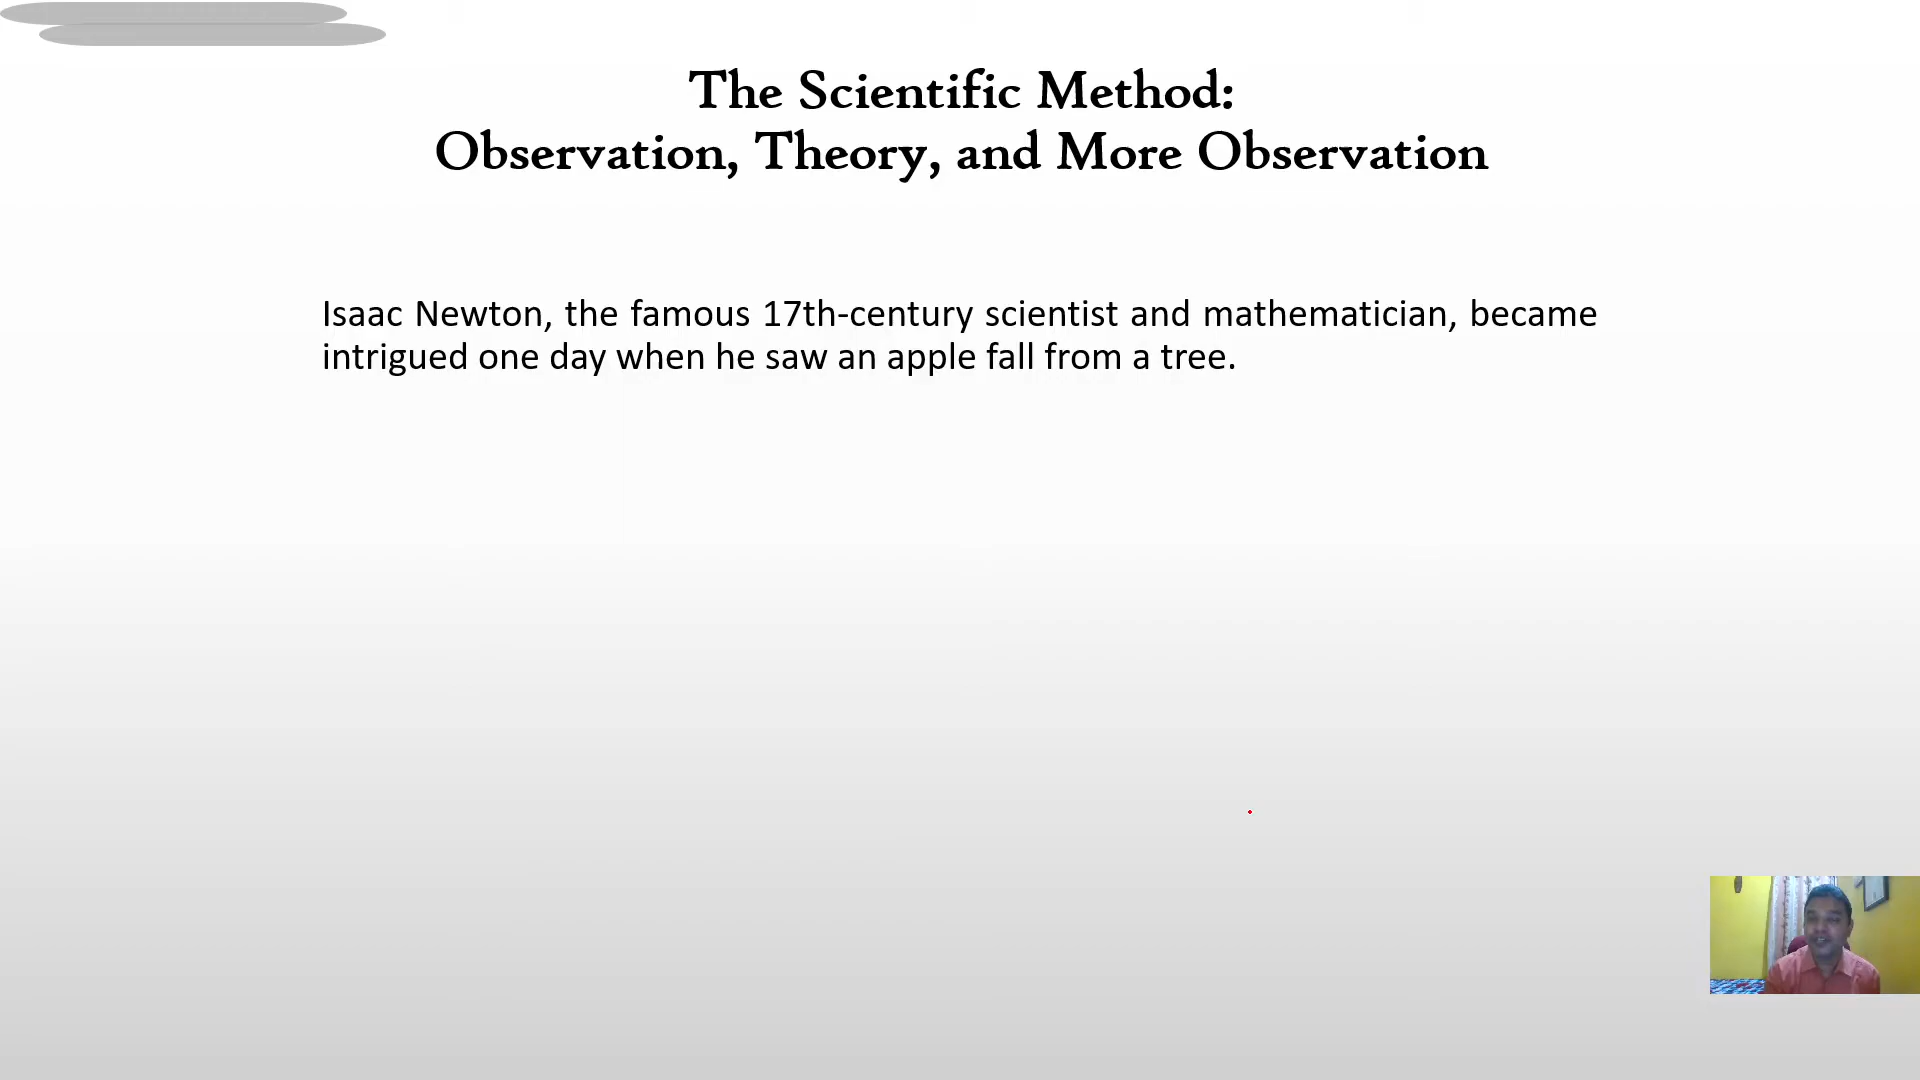 The Scientific Method:
Observation, Theory, and More Observation
Isaac Newton, the famous 17th-century scientist and mathematician, became
intrigued one day when he saw an apple fall from a tree.